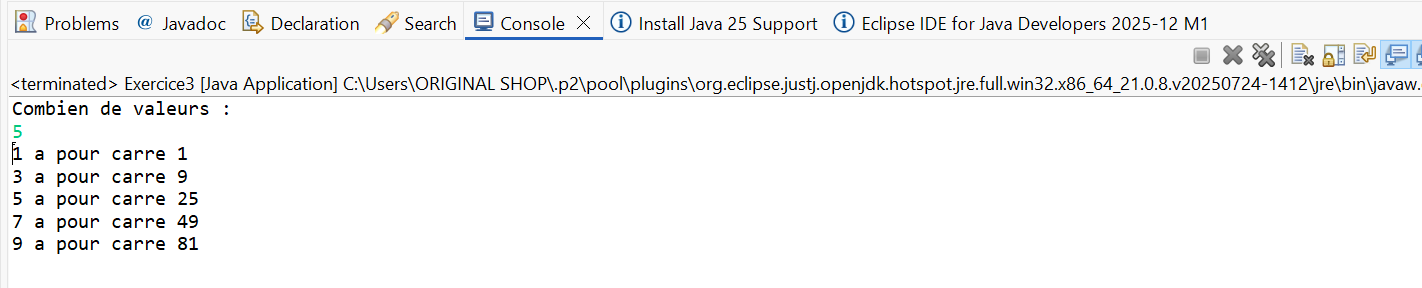 Problems @ Javadoc Declaration Search Console Install Java 25 Support Eclipse IDE for Java Developers 2025-12 M1
<terminated> Exercice3 [Java Application] C:\Users\ORIGINAL SHOP\.p2\pool\plugins\org.eclipse.justj.openjdk.hotspot.jre.full.win32.x86_64_21.0.8.v20250724-1412\jre\bin\javaw.
Combien de valeurs :
5
1 a pour carre 1
3 a pour carre 9
5 a pour carre 25
7 a pour carre 49
9 a pour carre 81